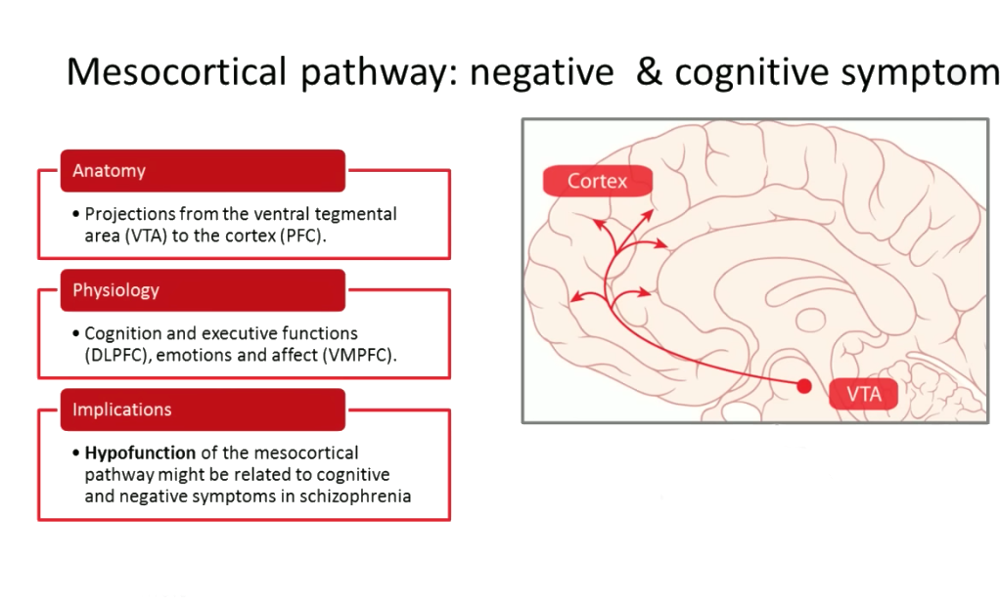 Mesocortical pathway: negative & cognitive symptom
Anatomy
• Projections from the ventral tegmental
area (VTA) to the cortex (PFC).
Physiology
• Cognition and executive functions
(DLPFC), emotions and affect (VMPFC).
Implications
• Hypofunction of the mesocortical
pathway might be related to cognitive
and negative symptoms in schizophrenia
Cortex
VTA